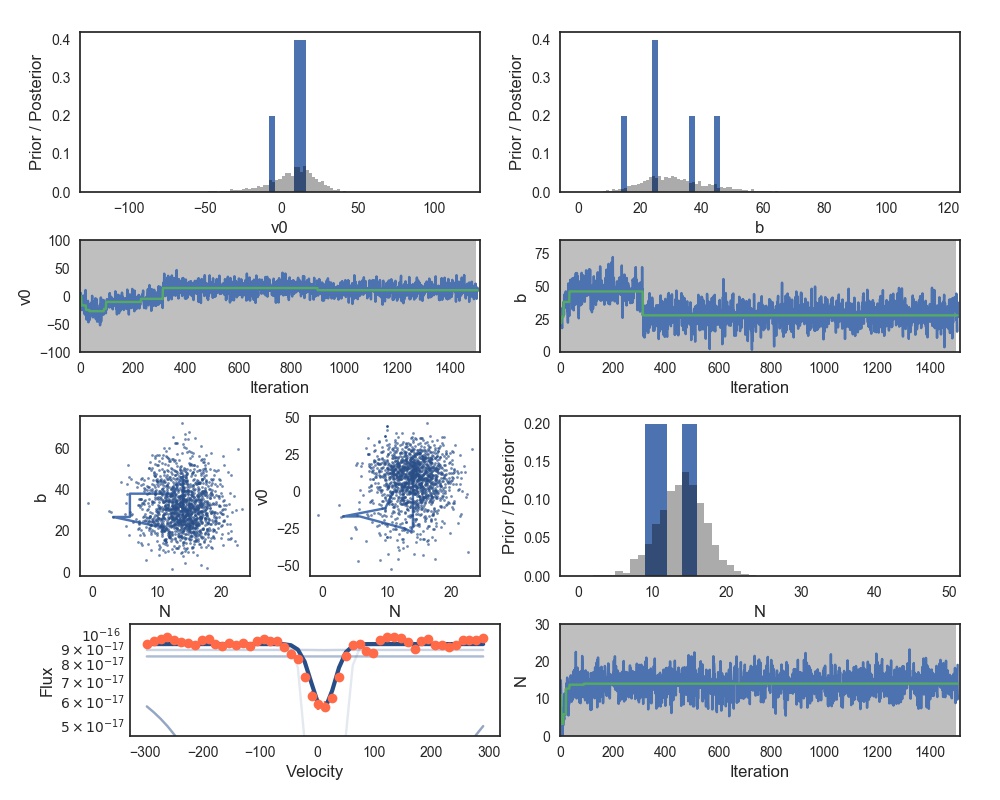 0.4
0.3
0.2
0.1
0.0
Prior / Posterior
−100 −50 0 50 100
v0
0.4
0.3
0.2
0.1
0.0
Prior / Posterior
0 20 40 60 80 100 120
b
100
50
0
−50
−100
v0
0 200 400 600 800 1000 1200 1400
Iteration
75
50
25
0
b
0 200 400 600 800 1000 1200 1400
Iteration
60
40
20
0
b
0 10 20
N
50
25
0
−25
−50
v0
0 10 20
N
0.20
0.15
0.10
0.05
0.00
Prior / Posterior
0 10 20 30 40 50
N
10⁻¹⁶
9 × 10⁻¹⁷
8 × 10⁻¹⁷
7 × 10⁻¹⁷
6 × 10⁻¹⁷
5 × 10⁻¹⁷
Flux
−300 −200 −100 0 100 200 300
Velocity
30
20
10
0
N
0 200 400 600 800 1000 1200 1400
Iteration